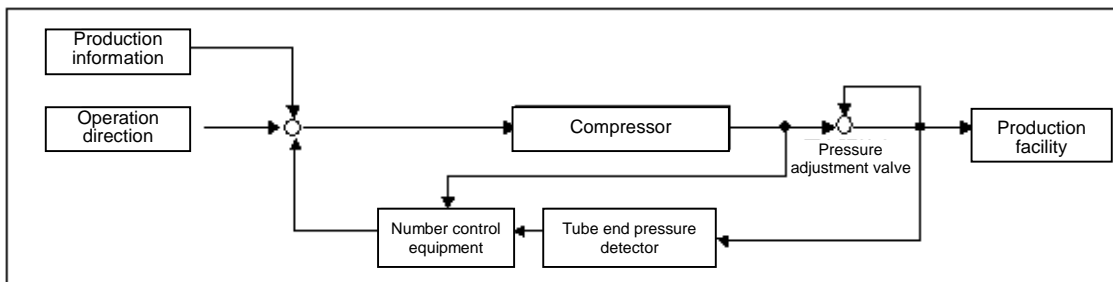 Production
information
Operation
direction
Compressor
Pressure
adjustment valve
Production
facility
Number control
equipment
Tube end pressure
detector